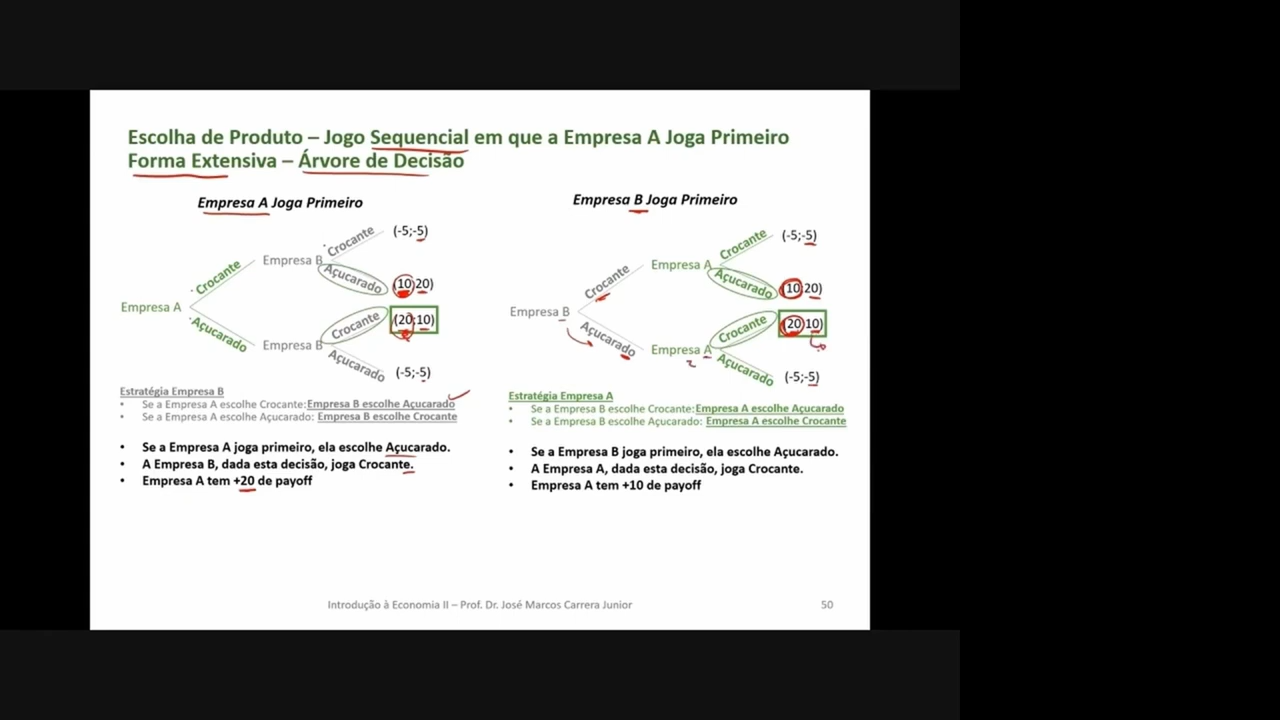 Escolha de Produto – Jogo Sequencial em que a Empresa A Joga Primeiro
Forma Extensiva – Árvore de Decisão
Empresa A Joga Primeiro
Crocante
(-5;-5)
Empresa B
Açucarado
(10;20)
Crocante
Empresa A
Açucarado
Crocante
(20;10)
Empresa B
Açucarado
(-5;-5)
Estratégia Empresa B
• Se a Empresa A escolhe Crocante: Empresa B escolhe Açucarado
• Se a Empresa A escolhe Açucarado: Empresa B escolhe Crocante
• Se a Empresa A joga primeiro, ela escolhe Açucarado.
• A Empresa B, dada esta decisão, joga Crocante.
• Empresa A tem +20 de payoff
Empresa B Joga Primeiro
Crocante
(-5;-5)
Empresa A
Açucarado
(10;20)
Crocante
Empresa B
Açucarado
Crocante
(20;10)
Empresa A
Açucarado
(-5;-5)
Estratégia Empresa A
• Se a Empresa B escolhe Crocante: Empresa A escolhe Açucarado
• Se a Empresa B escolhe Açucarado: Empresa A escolhe Crocante
• Se a Empresa B joga primeiro, ela escolhe Açucarado.
• A Empresa A, dada esta decisão, joga Crocante.
• Empresa A tem +10 de payoff
Introdução à Economia II – Prof. Dr. José Marcos Carrera Junior
50